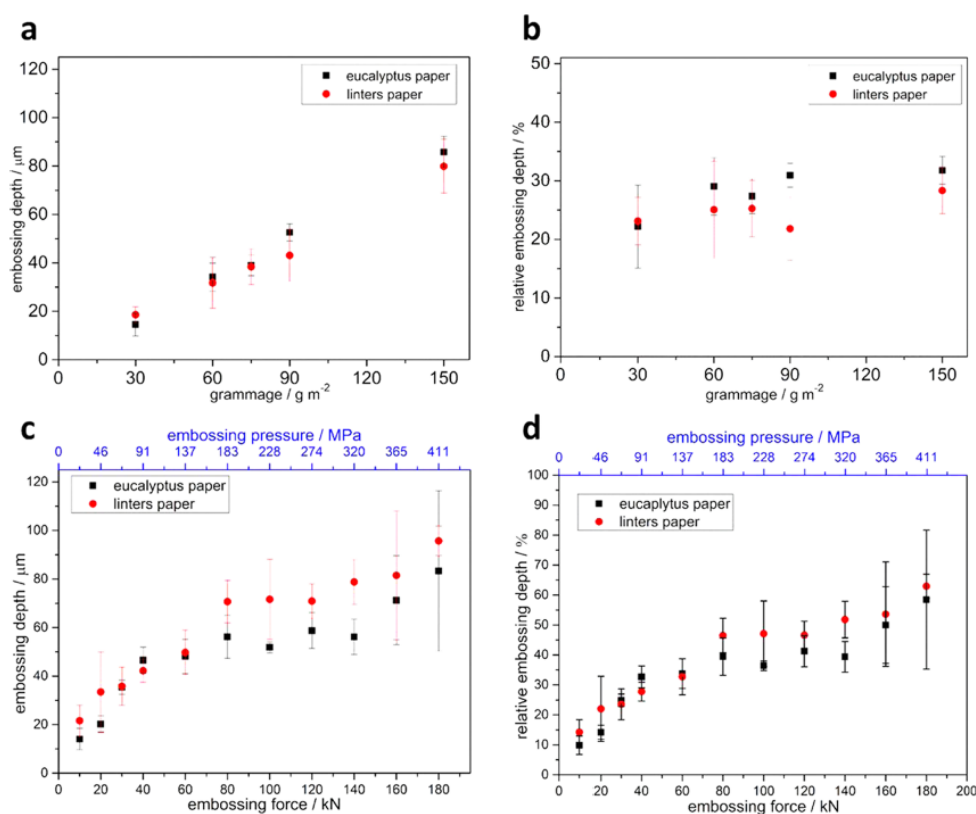 a
120
100
80
60
40
20
0
embossing depth / μm
eucalyptus paper
linters paper
0 30 60 90 120 150
grammage / g m⁻²
b
50
40
30
20
10
0
relative embossing depth / %
eucalyptus paper
linters paper
0 30 60 90 120 150
grammage / g m⁻²
c
embossing pressure / MPa
0 46 91 137 183 228 274 320 365 411
120
100
80
60
40
20
0
embossing depth / μm
eucalyptus paper
linters paper
0 20 40 60 80 100 120 140 160 180
embossing force / kN
d
embossing pressure / MPa
0 46 91 137 183 228 274 320 365 411
100
90
80
70
60
50
40
30
20
10
0
relative embossing depth / %
eucaplytus paper
linters paper
0 20 40 60 80 100 120 140 160 180 200
embossing force / kN